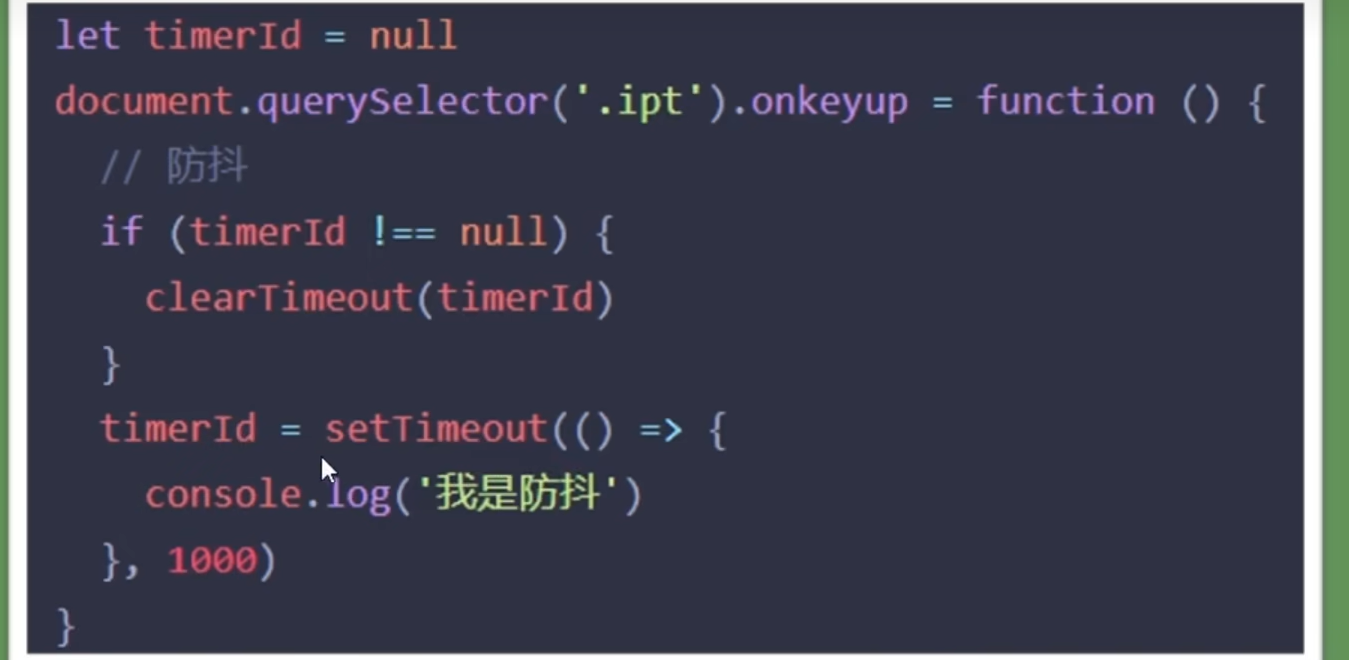 let timerId = null
document.querySelector('.ipt').onkeyup = function () {
  // 防抖
  if (timerId !== null) {
    clearTimeout(timerId)
  }
  timerId = setTimeout(() => {
    console.log('我是防抖')
  }, 1000)
}